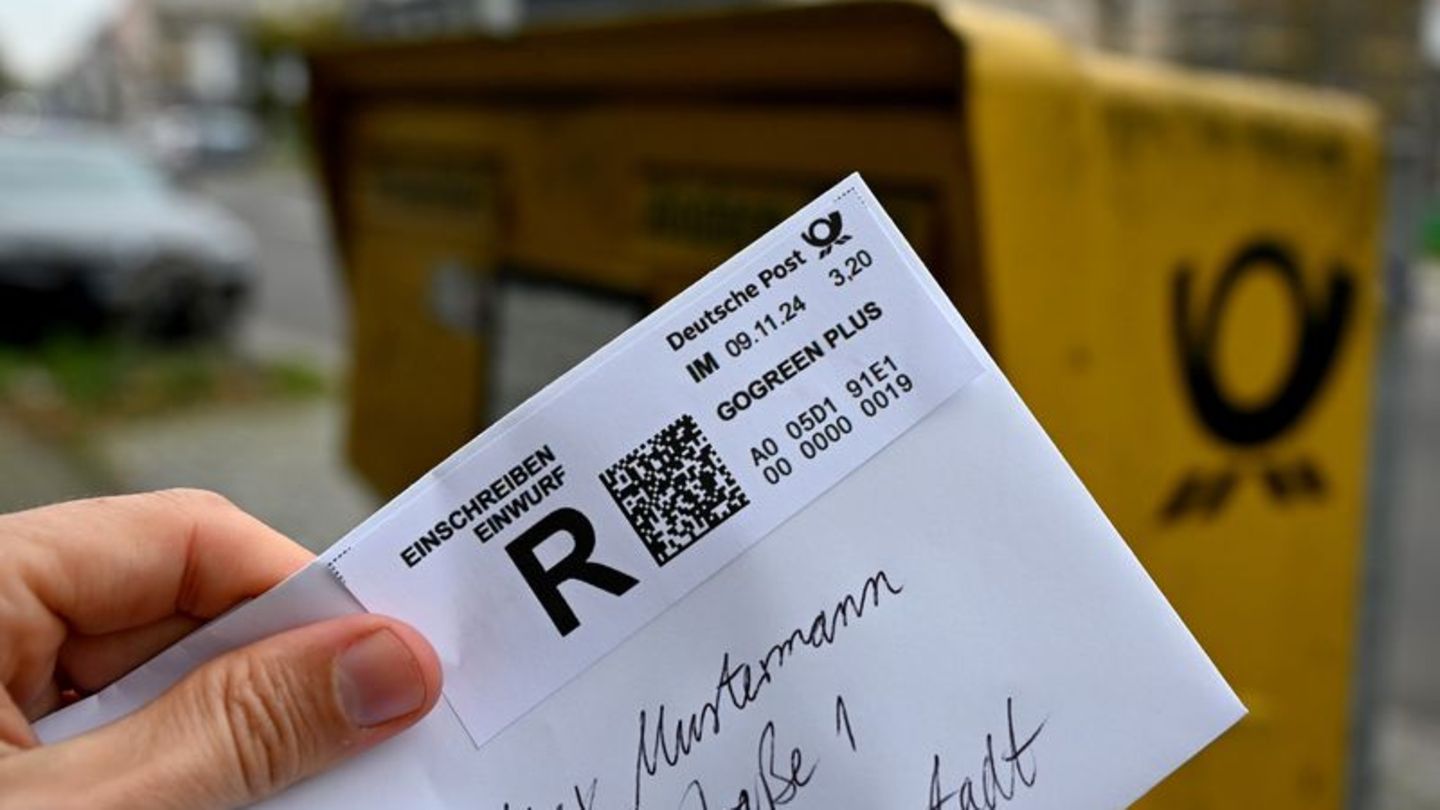 Deutsche Post
IM 09.11.24 3,20
GOGREEN PLUS
A0 05D1 91E1
00 0000 0019
EINSCHREIBEN
EINWURF
R
Mustermann
1